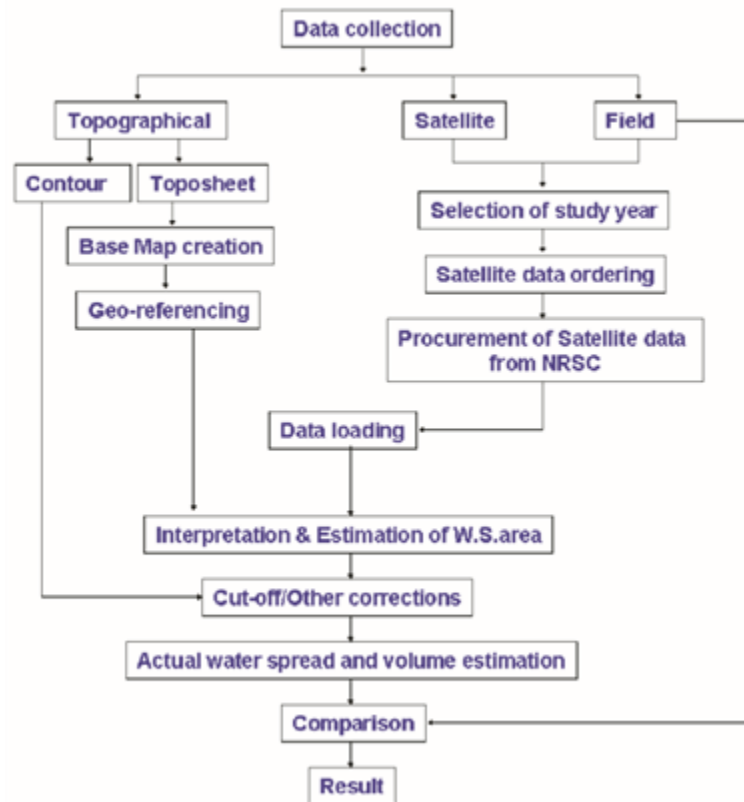 Data collection
Topographical
Satellite
Field
Contour
Toposheet
Selection of study year
Base Map creation
Satellite data ordering
Geo-referencing
Procurement of Satellite data
from NRSC
Data loading
Interpretation & Estimation of W.S.area
Cut-off/Other corrections
Actual water spread and volume estimation
Comparison
Result